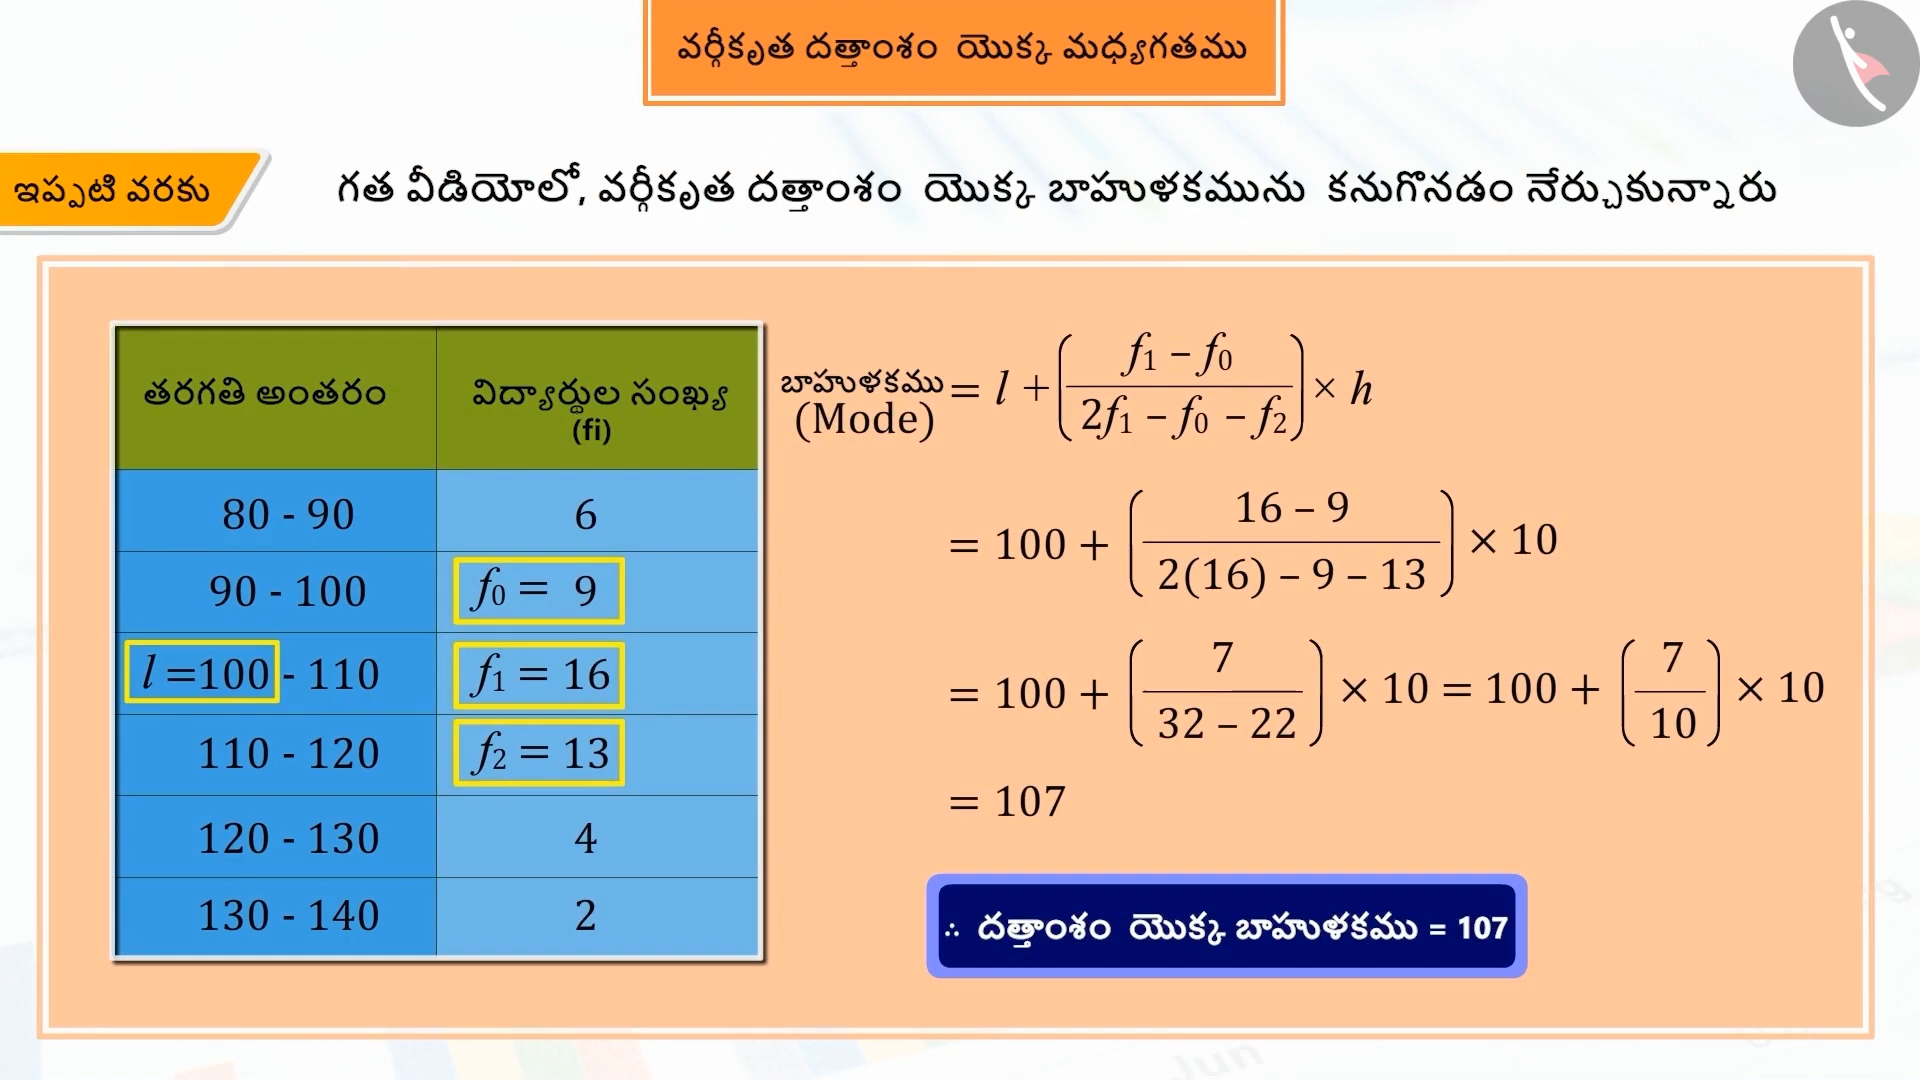 వర్గీకృత దత్తాంశం యొక్క మధ్యగతము
ఇప్పటి వరకు
గత వీడియోలో, వర్గీకృత దత్తాంశం యొక్క బాహుళకమును కనుగొనడం నేర్చుకున్నారు
తరగతి అంతరం విద్యార్థుల సంఖ్య (fi)
80 - 90 6
90 - 100 f₀ = 9
l =100 - 110 f₁ = 16
110 - 120 f₂ = 13
120 - 130 4
130 - 140 2
బాహుళకము (Mode) = l + ( (f₁ – f₀) / (2f₁ – f₀ – f₂) ) × h
= 100 + ( (16 – 9) / (2(16) – 9 – 13) ) × 10
= 100 + ( 7 / (32 – 22) ) × 10 = 100 + ( 7 / 10 ) × 10
= 107
∴ దత్తాంశం యొక్క బాహుళకము = 107
Jun